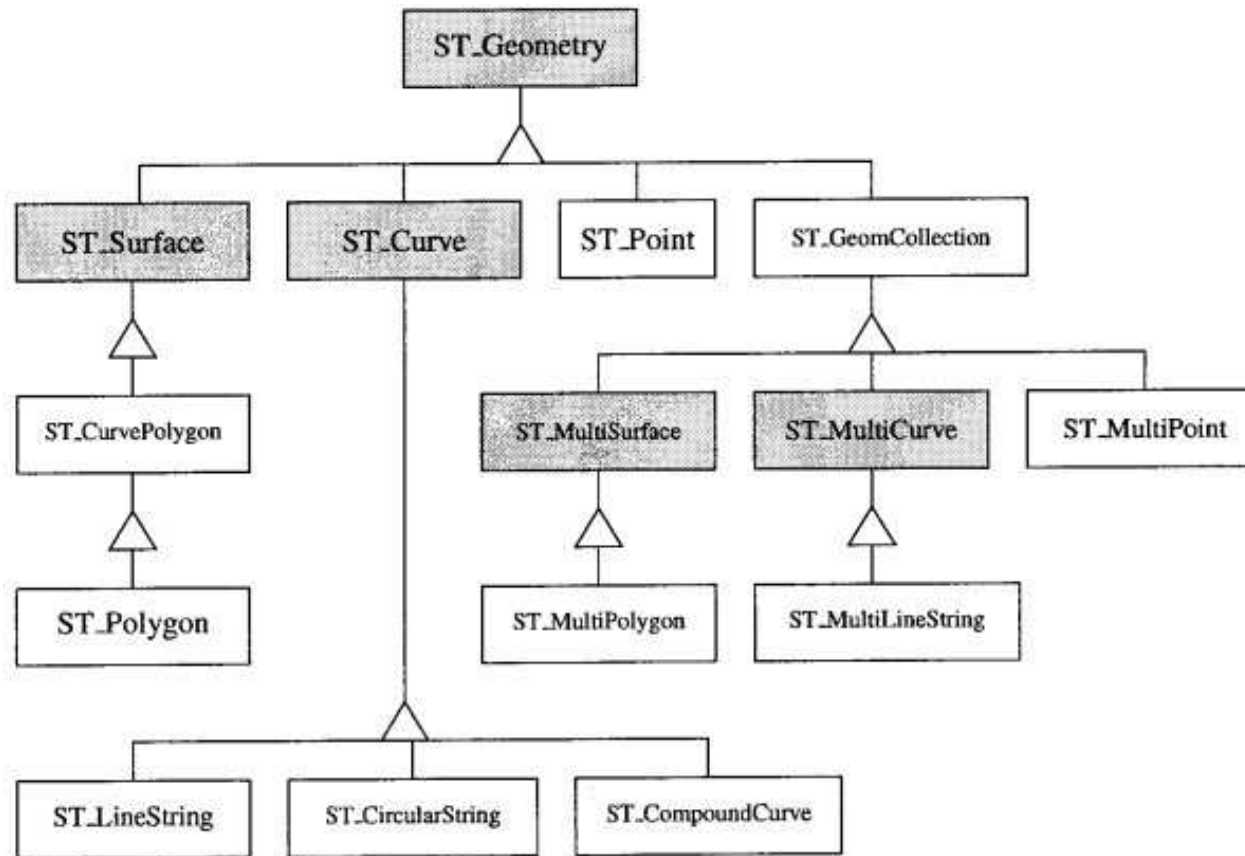 ST_Geometry
ST_Surface
ST_Curve
ST_Point
ST_GeomCollection
ST_CurvePolygon
ST_MultiSurface
ST_MultiCurve
ST_MultiPoint
ST_Polygon
ST_MultiPolygon
ST_MultiLineString
ST_LineString
ST_CircularString
ST_CompoundCurve